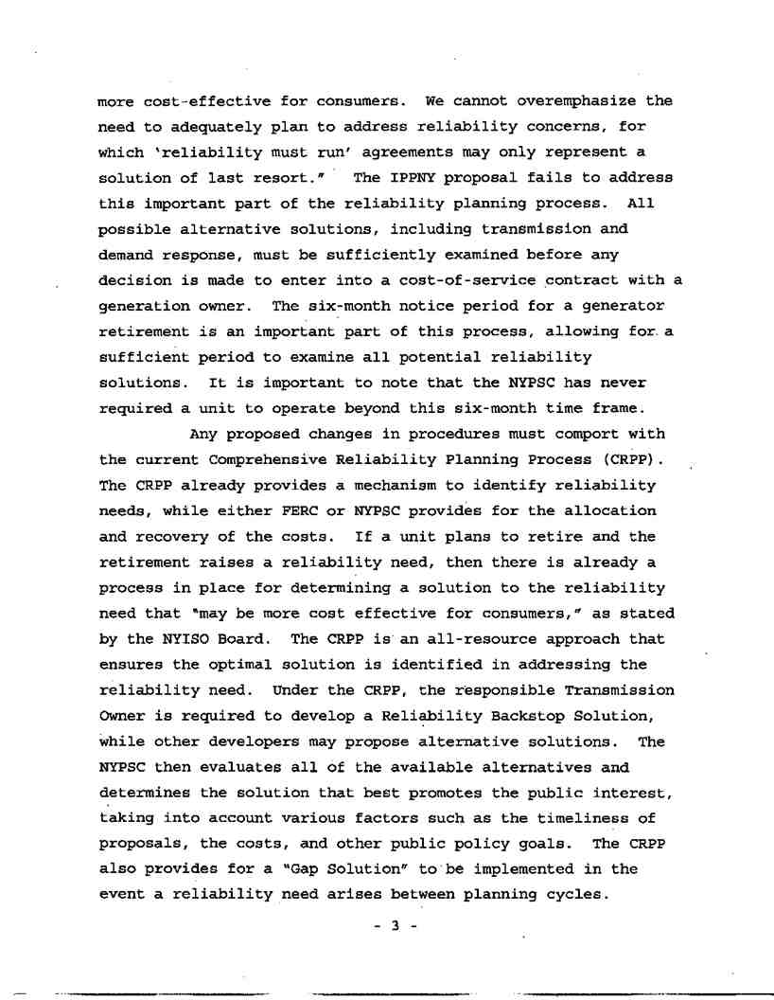 more cost-effective for consumers. We cannot overemphasize the
need to adequately plan to address reliability concerns, for
which 'reliability must run' agreements may only represent a
solution of last resort." The IPPNY proposal fails to address
this important part of the reliability planning process. All
possible alternative solutions, including transmission and
demand response, must be sufficiently examined before any
decision is made to enter into a cost-of-service contract with a
generation owner. The six-month notice period for a generator
retirement is an important part of this process, allowing for a
sufficient period to examine all potential reliability
solutions. It is important to note that the NYPSC has never
required a unit to operate beyond this six-month time frame.
Any proposed changes in procedures must comport with
the current Comprehensive Reliability Planning Process (CRPP).
The CRPP already provides a mechanism to identify reliability
needs, while either FERC or NYPSC provides for the allocation
and recovery of the costs. If a unit plans to retire and the
retirement raises a reliability need, then there is already a
process in place for determining a solution to the reliability
need that "may be more cost effective for consumers," as stated
by the NYISO Board. The CRPP is an all-resource approach that
ensures the optimal solution is identified in addressing the
reliability need. Under the CRPP, the responsible Transmission
Owner is required to develop a Reliability Backstop Solution,
while other developers may propose alternative solutions. The
NYPSC then evaluates all of the available alternatives and
determines the solution that best promotes the public interest,
taking into account various factors such as the timeliness of
proposals, the costs, and other public policy goals. The CRPP
also provides for a "Gap Solution" to be implemented in the
event a reliability need arises between planning cycles.
- 3 -